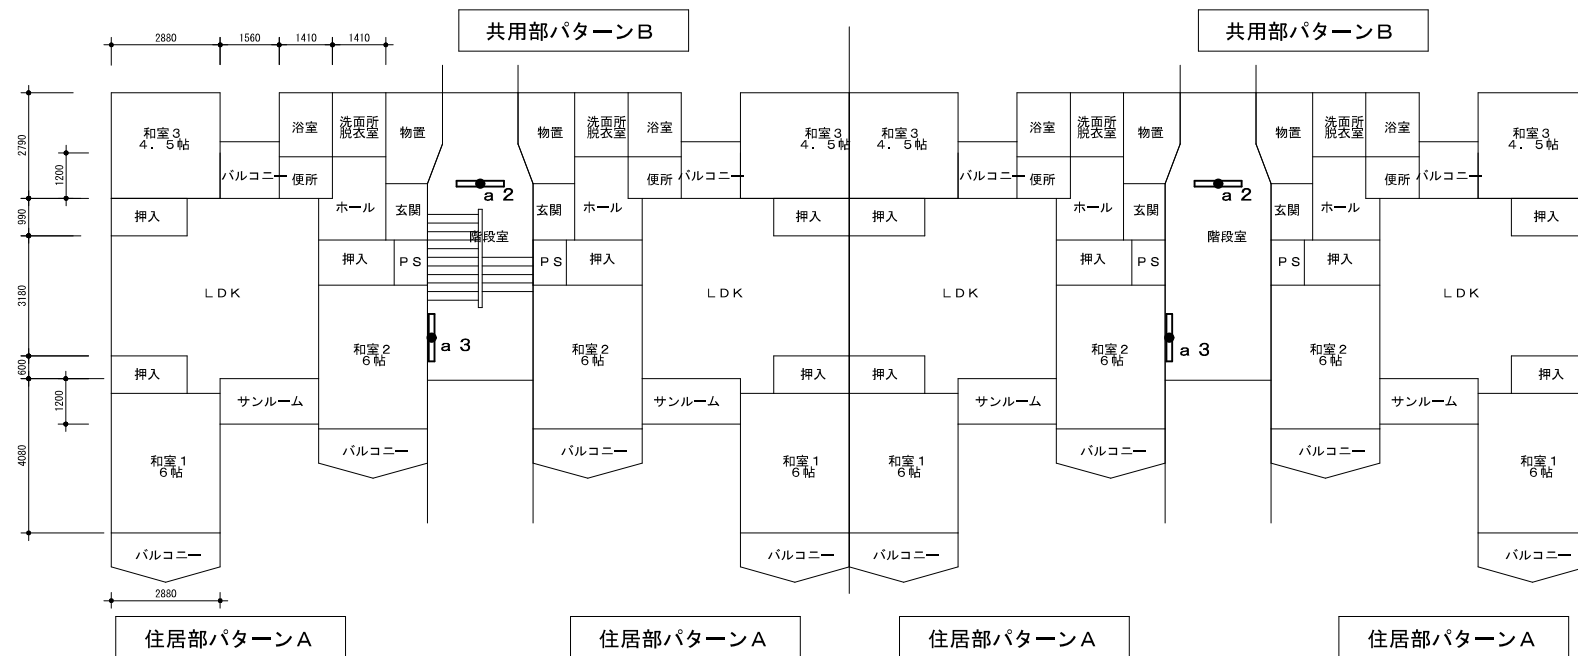 共用部パターンB
共用部パターンB
2880
1560
1410
1410
和室3
4.5帖
浴室
洗面所
脱衣室
物置
物置
洗面所
脱衣室
浴室
和室3
4.5帖
和室3
4.5帖
浴室
洗面所
脱衣室
物置
物置
洗面所
脱衣室
浴室
和室3
4.5帖
2790
1200
バルコニー
便所
a2
便所
バルコニー
バルコニー
便所
a2
便所
バルコニー
990
押入
ホール
玄関
階段室
玄関
ホール
押入
押入
ホール
玄関
階段室
玄関
ホール
押入
押入
PS
PS
押入
押入
PS
PS
押入
3180
LDK
LDK
LDK
LDK
和室2
6帖
a3
和室2
6帖
和室2
6帖
a3
和室2
6帖
600
押入
押入
押入
押入
1200
サンルーム
サンルーム
サンルーム
サンルーム
4080
和室1
6帖
バルコニー
バルコニー
和室1
6帖
和室1
6帖
バルコニー
バルコニー
和室1
6帖
バルコニー
バルコニー
バルコニー
バルコニー
2880
住居部パターンA
住居部パターンA
住居部パターンA
住居部パターンA